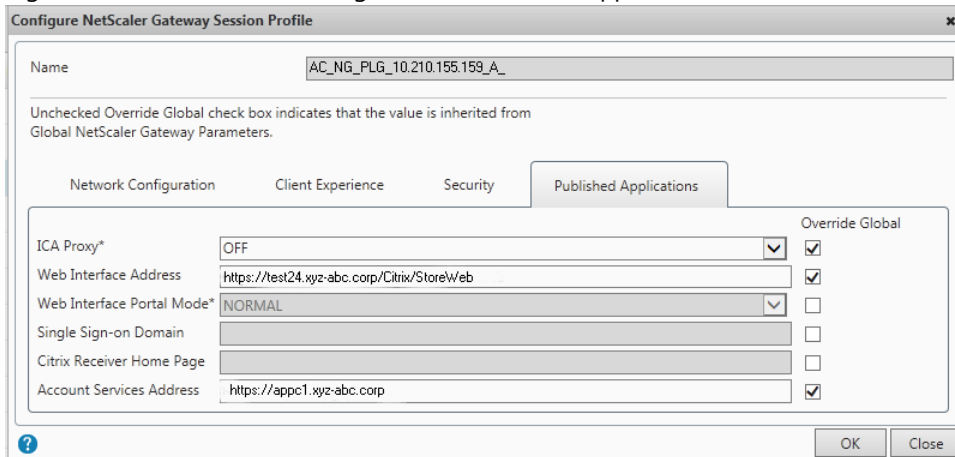 Configure NetScaler Gateway Session Profile
Name AC_NG_PLG_10.210.155.159_A_
Unchecked Override Global check box indicates that the value is inherited from
Global NetScaler Gateway Parameters.
Network Configuration Client Experience Security Published Applications
Override Global
ICA Proxy* OFF
Web Interface Address https://test24.xyz-abc.corp/Citrix/StoreWeb
Web Interface Portal Mode* NORMAL
Single Sign-on Domain
Citrix Receiver Home Page
Account Services Address https://appc1.xyz-abc.corp
OK Close